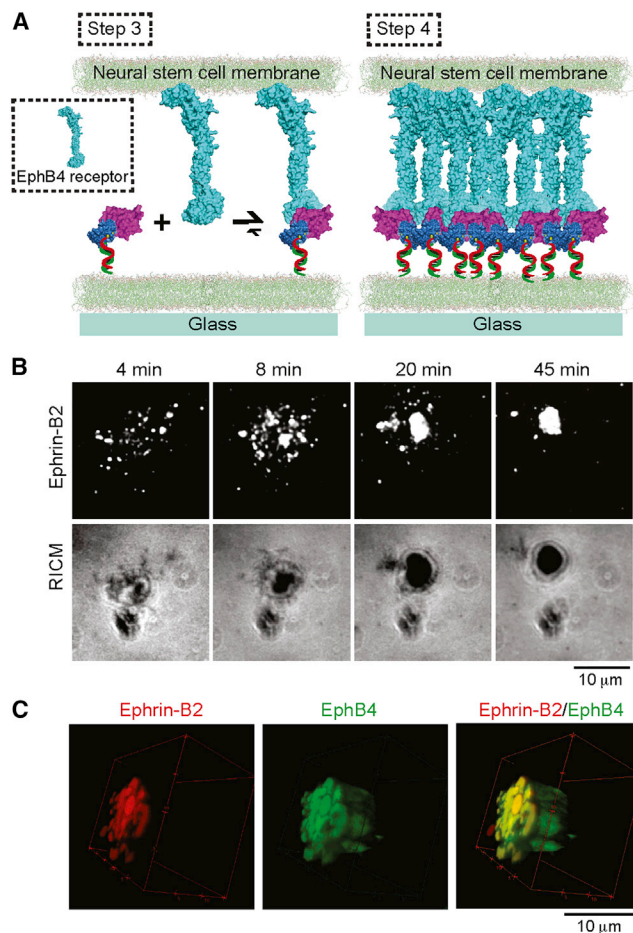 A
Step 3
Step 4
Neural stem cell membrane
Neural stem cell membrane
EphB4 receptor
+
Glass
Glass
B
4 min
8 min
20 min
45 min
Ephrin-B2
RICM
10 μm
C
Ephrin-B2
EphB4
Ephrin-B2/EphB4
10 μm